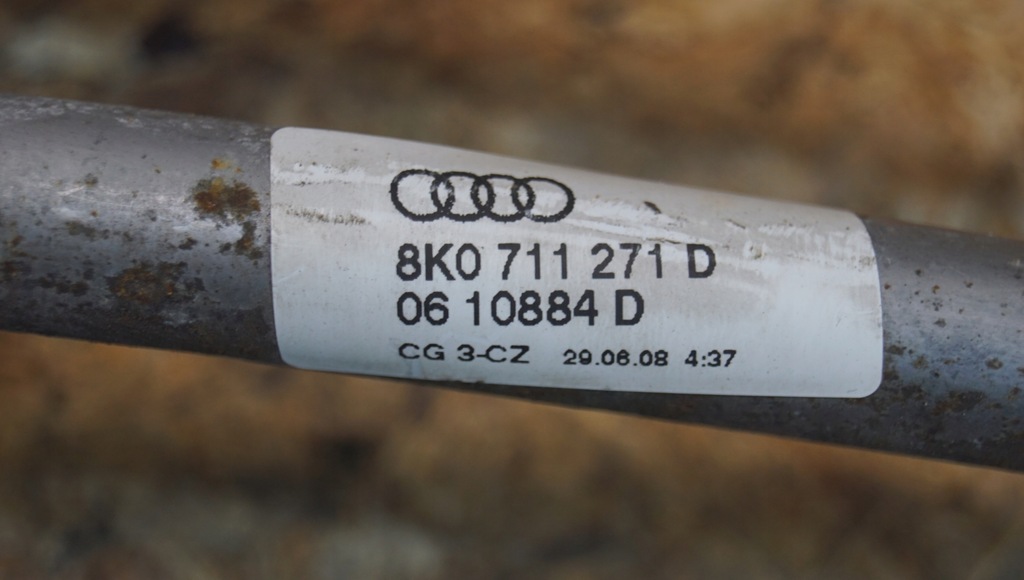 8K0 711 271 D
06 10884 D
CG 3-CZ 29.06.08 4:37